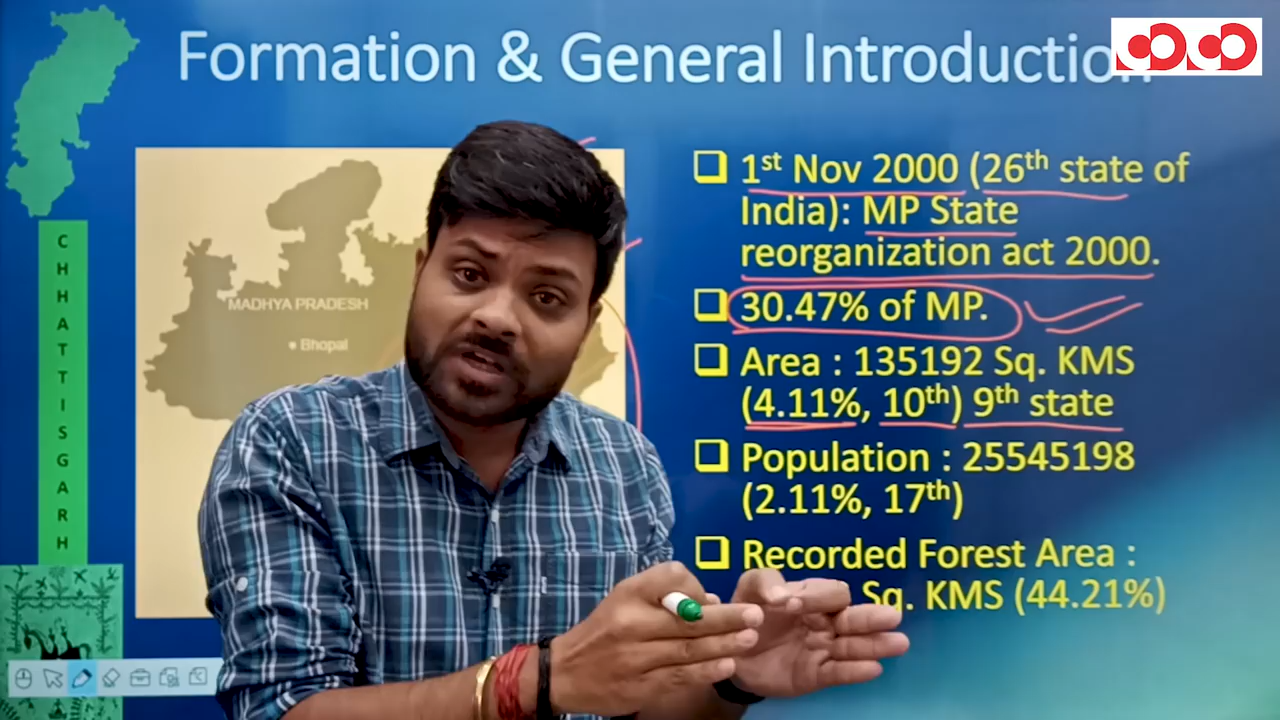 Formation & General Introduction
CHHATTISGARH
MADHYA PRADESH
Bhopal
❑ 1st Nov 2000 (26th state of
India): MP State
reorganization act 2000.
❑ 30.47% of MP.
❑ Area : 135192 Sq. KMS
(4.11%, 10th) 9th state
❑ Population : 25545198
(2.11%, 17th)
❑ Recorded Forest Area :
Sq. KMS (44.21%)